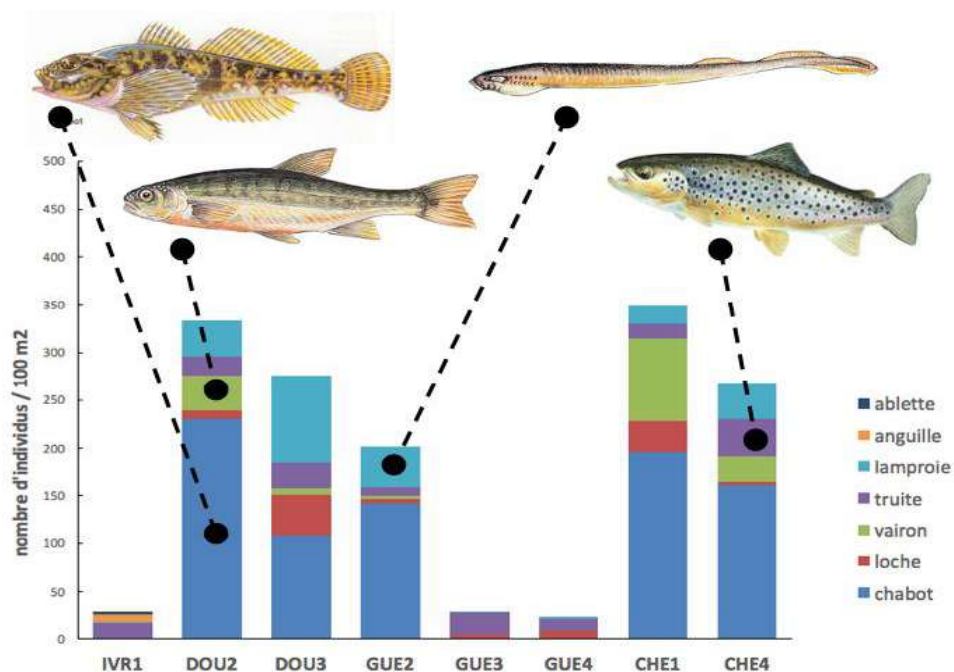 500
450
400
350
300
250
200
150
100
50
0
nombre d'individus / 100 m2
IVR1 DOU2 DOU3 GUE2 GUE3 GUE4 CHE1 CHE4
ablette
anguille
lamproie
truite
vairon
loche
chabot